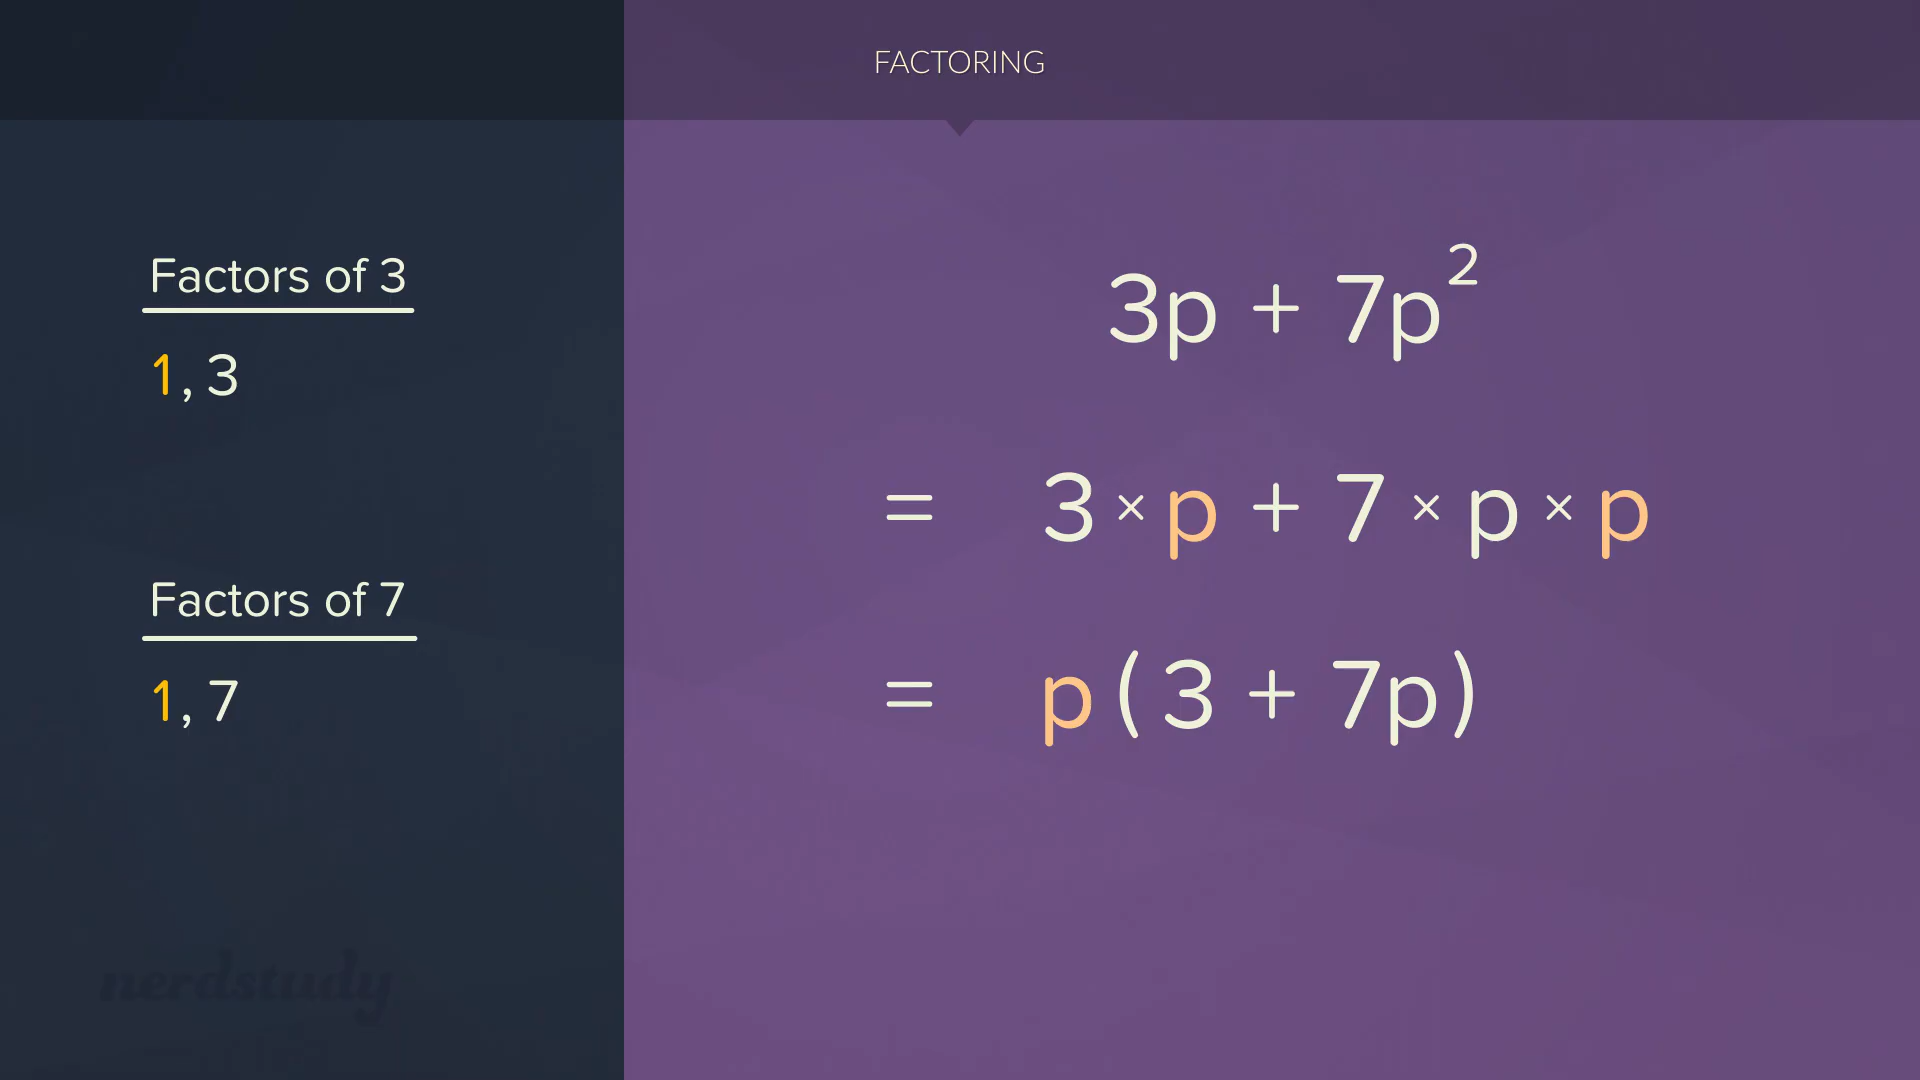 FACTORING
Factors of 3
1, 3
Factors of 7
1, 7
3p + 7p²
= 3 × p + 7 × p × p
= p ( 3 + 7p )
nerdstudy